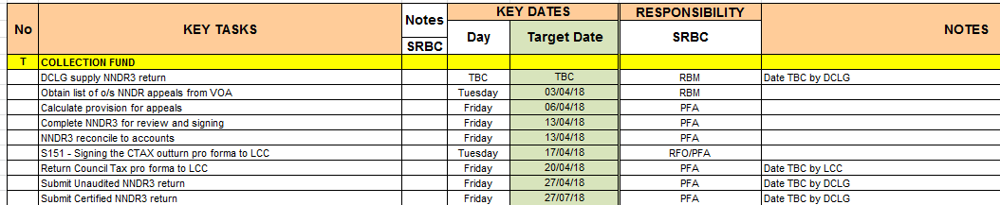 No KEY TASKS Notes SRBC KEY DATES Day Target Date RESPONSIBILITY SRBC NOTES
T COLLECTION FUND
DCLG supply NNDR3 return TBC TBC RBM Date TBC by DCLG
Obtain list of o/s NNDR appeals from VOA Tuesday 03/04/18 RBM
Calculate provision for appeals Friday 06/04/18 PFA
Complete NNDR3 for review and signing Friday 13/04/18 PFA
NNDR3 reconcile to accounts Friday 13/04/18 PFA
S151 - Signing the CTAX outturn pro forma to LCC Tuesday 17/04/18 RFO/PFA
Return Council Tax pro forma to LCC Friday 20/04/18 PFA Date TBC by LCC
Submit Unaudited NNDR3 return Friday 27/04/18 PFA Date TBC by DCLG
Submit Certified NNDR3 return Friday 27/07/18 PFA Date TBC by DCLG